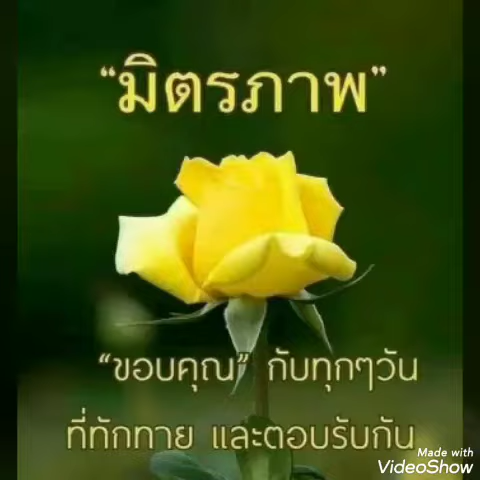 “มิตรภาพ”
“ขอบคุณ” กับทุกๆวัน
ที่ทักทาย และตอบรับกัน
Made with
VideoShow